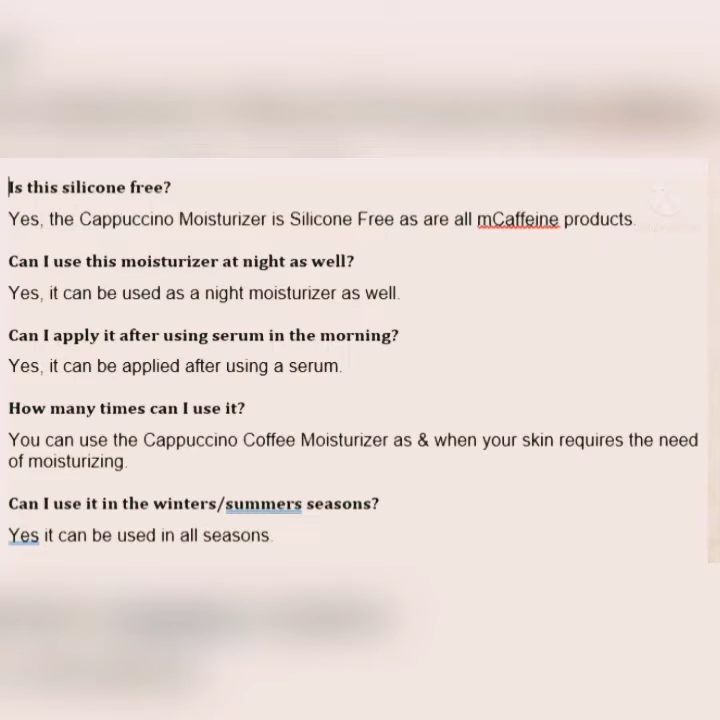 Is this silicone free?
Yes, the Cappuccino Moisturizer is Silicone Free as are all mCaffeine products.
Can I use this moisturizer at night as well?
Yes, it can be used as a night moisturizer as well.
Can I apply it after using serum in the morning?
Yes, it can be applied after using a serum.
How many times can I use it?
You can use the Cappuccino Coffee Moisturizer as & when your skin requires the need
of moisturizing.
Can I use it in the winters/summers seasons?
Yes it can be used in all seasons.